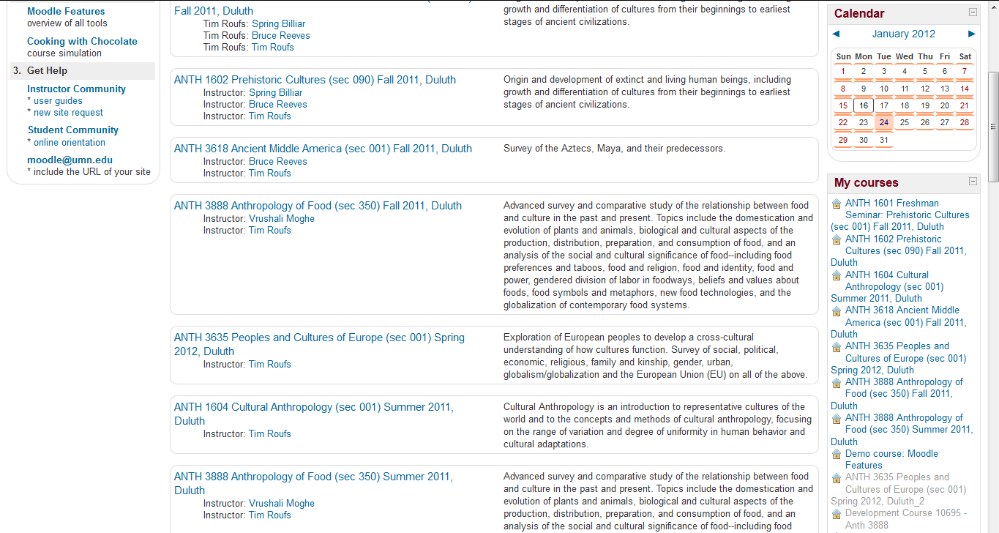 Moodle Features
overview of all tools
Cooking with Chocolate
course simulation
3. Get Help
Instructor Community
* user guides
* new site request
Student Community
* online orientation
moodle@umn.edu
* include the URL of your site
Fall 2011, Duluth
Tim Roufs: Spring Billiar
Tim Roufs: Bruce Reeves
Tim Roufs: Tim Roufs
growth and differentiation of cultures from their beginnings to earliest
stages of ancient civilizations.
ANTH 1602 Prehistoric Cultures (sec 090) Fall 2011, Duluth
Instructor: Spring Billiar
Instructor: Bruce Reeves
Instructor: Tim Roufs
Origin and development of extinct and living human beings, including
growth and differentiation of cultures from their beginnings to earliest
stages of ancient civilizations.
ANTH 3618 Ancient Middle America (sec 001) Fall 2011, Duluth
Instructor: Bruce Reeves
Instructor: Tim Roufs
Survey of the Aztecs, Maya, and their predecessors.
ANTH 3888 Anthropology of Food (sec 350) Fall 2011, Duluth
Instructor: Vrushali Moghe
Instructor: Tim Roufs
Advanced survey and comparative study of the relationship between food
and culture in the past and present. Topics include the domestication and
evolution of plants and animals, biological and cultural aspects of the
production, distribution, preparation, and consumption of food, and an
analysis of the social and cultural significance of food--including food
preferences and taboos, food and religion, food and identity, food and
power, gendered division of labor in foodways, beliefs and values about
foods, food symbols and metaphors, new food technologies, and the
globalization of contemporary food systems.
ANTH 3635 Peoples and Cultures of Europe (sec 001) Spring
2012, Duluth
Instructor: Tim Roufs
Exploration of European peoples to develop a cross-cultural
understanding of how cultures function. Survey of social, political,
economic, religious, family and kinship, gender, urban,
globalism/globalization and the European Union (EU) on all of the above.
ANTH 1604 Cultural Anthropology (sec 001) Summer 2011,
Duluth
Instructor: Tim Roufs
Cultural Anthropology is an introduction to representative cultures of the
world and to the concepts and methods of cultural anthropology, focusing
on the range of variation and degree of uniformity in human behavior and
cultural adaptations.
ANTH 3888 Anthropology of Food (sec 350) Summer 2011,
Duluth
Instructor: Vrushali Moghe
Instructor: Tim Roufs
Advanced survey and comparative study of the relationship between food
and culture in the past and present. Topics include the domestication and
evolution of plants and animals, biological and cultural aspects of the
production, distribution, preparation, and consumption of food, and an
analysis of the social and cultural significance of food--including food
Calendar
◄ January 2012 ►
Sun Mon Tue Wed Thu Fri Sat
1 2 3 4 5 6 7
8 9 10 11 12 13 14
15 16 17 18 19 20 21
22 23 24 25 26 27 28
29 30 31
My courses
ANTH 1601 Freshman
Seminar: Prehistoric Cultures
(sec 001) Fall 2011, Duluth
ANTH 1602 Prehistoric
Cultures (sec 090) Fall 2011,
Duluth
ANTH 1604 Cultural
Anthropology (sec 001)
Summer 2011, Duluth
ANTH 3618 Ancient Middle
America (sec 001) Fall 2011,
Duluth
ANTH 3635 Peoples and
Cultures of Europe (sec 001)
Spring 2012, Duluth
ANTH 3888 Anthropology of
Food (sec 350) Fall 2011,
Duluth
ANTH 3888 Anthropology of
Food (sec 350) Summer 2011,
Duluth
Demo course: Moodle
Features
ANTH 3635 Peoples and
Cultures of Europe (sec 001)
Spring 2012, Duluth_2
Development Course 10695 -
Anth 3888